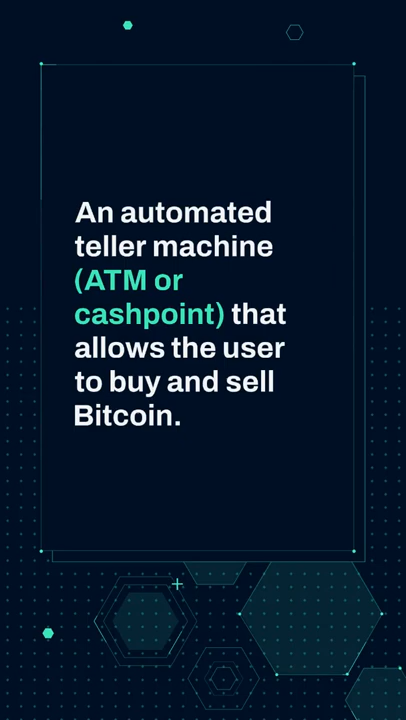 An automated
teller machine
(ATM or
cashpoint) that
allows the user
to buy and sell
Bitcoin.